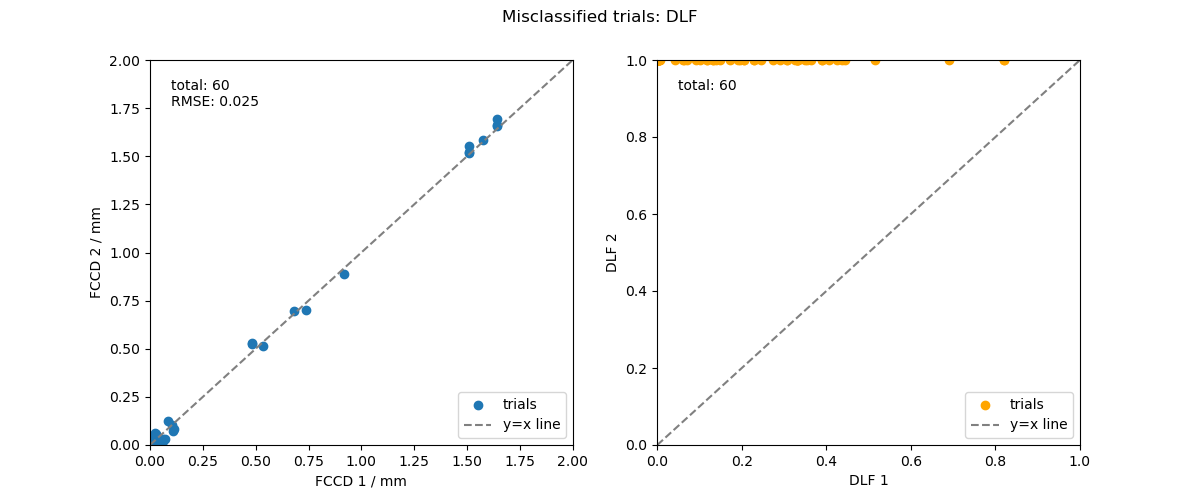 Misclassified trials: DLF
2.00
1.75
1.50
1.25
1.00
0.75
0.50
0.25
0.00
FCCD 2 / mm
total: 60
RMSE: 0.025
trials
y=x line
0.00 0.25 0.50 0.75 1.00 1.25 1.50 1.75 2.00
FCCD 1 / mm
1.0
0.8
0.6
0.4
0.2
0.0
DLF 2
total: 60
trials
y=x line
0.0 0.2 0.4 0.6 0.8 1.0
DLF 1